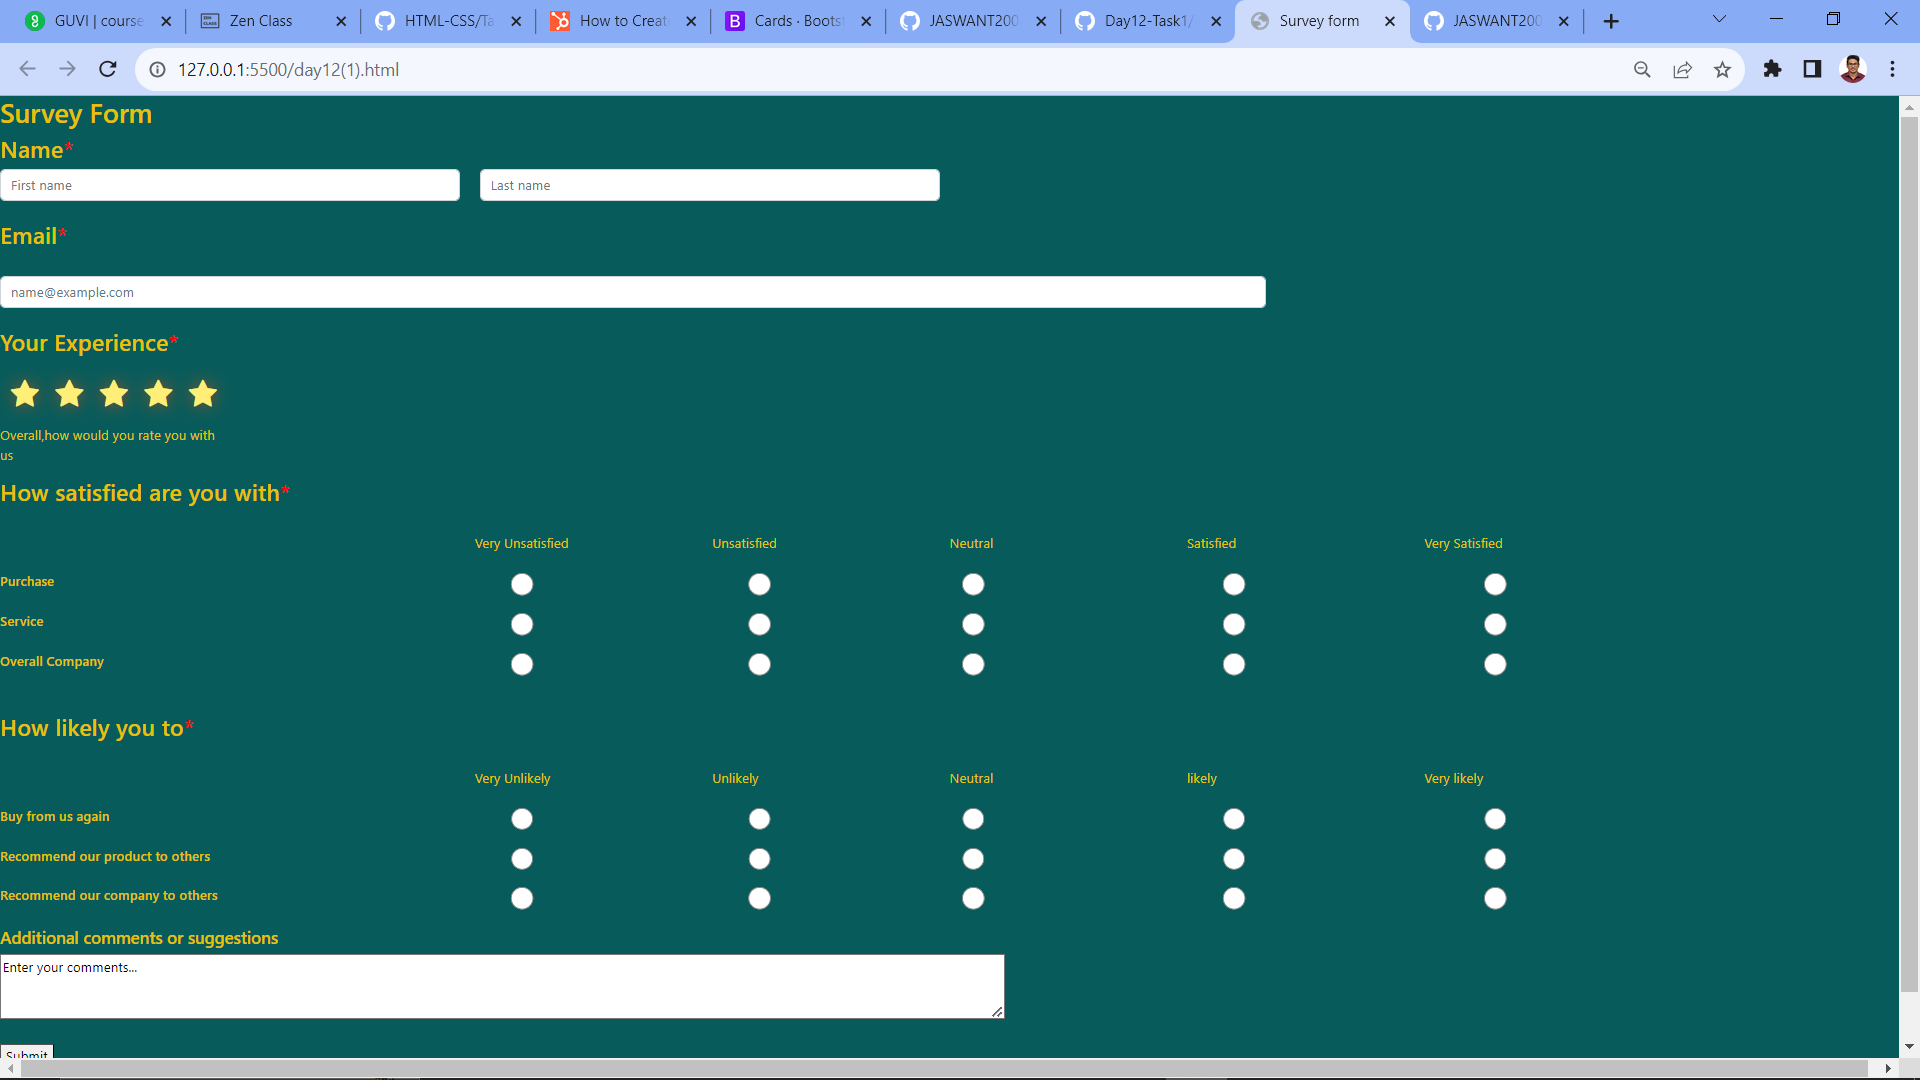 GUVI | course
Zen Class
HTML-CSS/Ta
How to Creat
Cards · Boots
JASWANT200
Day12-Task1/
Survey form
JASWANT200
127.0.0.1:5500/day12(1).html
Survey Form
Name*
First name Last name
Email*
name@example.com
Your Experience*
Overall,how would you rate you with
us
How satisfied are you with*
Very Unsatisfied Unsatisfied Neutral Satisfied Very Satisfied
Purchase
Service
Overall Company
How likely you to*
Very Unlikely Unlikely Neutral likely Very likely
Buy from us again
Recommend our product to others
Recommend our company to others
Additional comments or suggestions
Enter your comments...
Submit